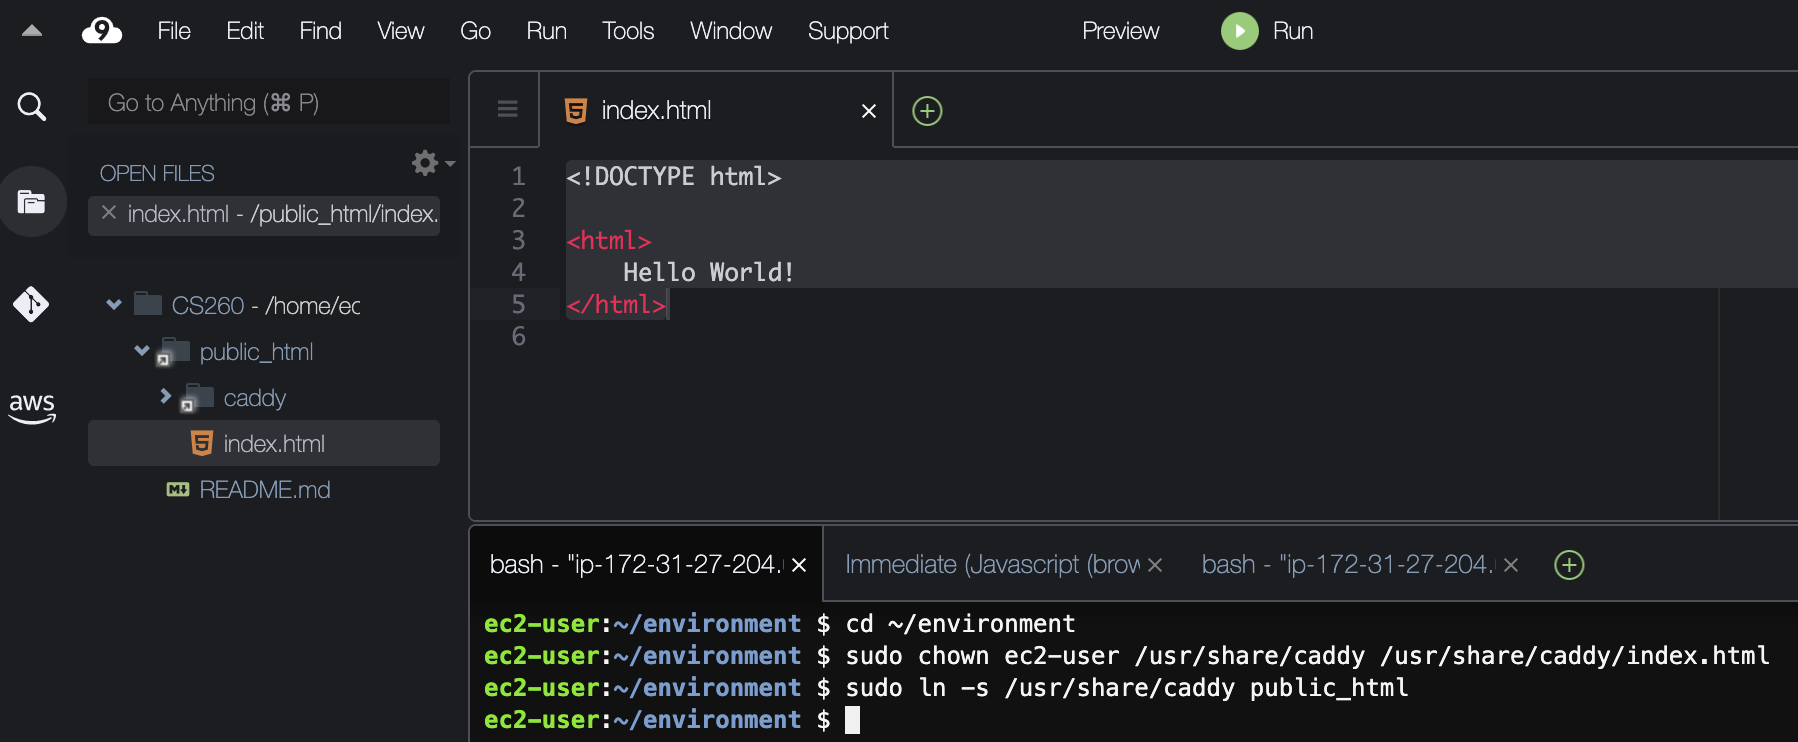 9 File Edit Find View Go Run Tools Window Support Preview Run
Go to Anything (⌘ P)
index.html
OPEN FILES
index.html - /public_html/index.
CS260 - /home/ec
public_html
caddy
index.html
README.md
aws
1 <!DOCTYPE html>
2
3 <html>
4     Hello World!
5 </html>
6
bash - "ip-172-31-27-204. Immediate (Javascript (brow bash - "ip-172-31-27-204.
ec2-user:~/environment $ cd ~/environment
ec2-user:~/environment $ sudo chown ec2-user /usr/share/caddy /usr/share/caddy/index.html
ec2-user:~/environment $ sudo ln -s /usr/share/caddy public_html
ec2-user:~/environment $